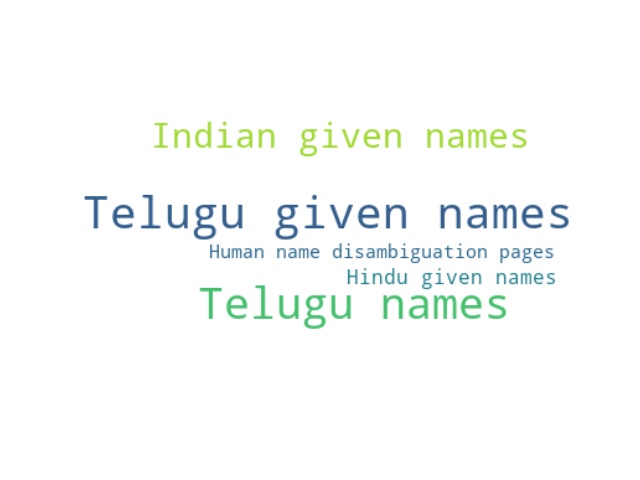 Indian given names
Telugu given names
Human name disambiguation pages
Hindu given names
Telugu names